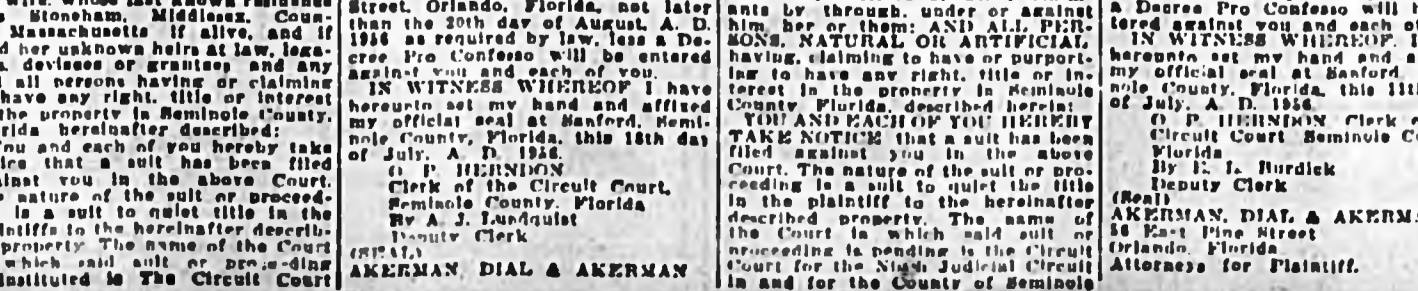 Stoneham, Middlesex, Coun-
Massachusetts if alive, and if
her unknown heirs at law, lega-
devisees or grantees and any
all persons having or claiming
have any right, title or interest
the property in Seminole County,
rida hereinafter described:
You and each of you hereby take
ice that a suit has been filed
ainst you in the above Court.
nature of the suit or proceed-
is a suit to quiet title in the
intiffs to the hereinafter describ-
property The name of the Court
which said suit or proceeding
instituted is The Circuit Court
Street, Orlando, Florida, not later
than the 20th day of August, A. D.
1956 as required by law, less a De-
cree Pro Confesso will be entered
against you and each of you.
IN WITNESS WHEREOF I have
hereunto set my hand and affixed
my official seal at Sanford, Semi-
nole County, Florida, this 18th day
of July, A. D. 1956.
O. P. HERNDON
Clerk of the Circuit Court,
Seminole County, Florida
By A. J. Lundquist
Deputy Clerk
(SEAL)
AKERMAN, DIAL & AKERMAN
ants by through, under or against
him, her or them; AND ALL PER-
SONS, NATURAL OR ARTIFICIAL
having, claiming to have or purport-
ing to have any right, title or in-
terest in the property in Seminole
County, Florida, described herein:
YOU AND EACH OF YOU HEREBY
TAKE NOTICE that a suit has been
filed against you in the above
Court. The nature of the suit or pro-
ceeding is a suit to quiet the title
in the plaintiff to the hereinafter
described property. The name of
the Court in which said suit or
proceeding is pending is the Circuit
Court for the Ninth Judicial Circuit
in and for the County of Seminole
a Decree Pro Confesso will
tered against you and each of
IN WITNESS WHEREOF,
hereunto set my hand and a
my official seal at Sanford,
nole County, Florida, this 11th
of July, A. D. 1956
O. P. HERNDON Clerk of
Circuit Court Seminole C
Florida
By E. L. Burdick
Deputy Clerk
(Seal)
AKERMAN, DIAL & AKERM
56 East Pine Street
Orlando, Florida
Attorneys for Plaintiff.